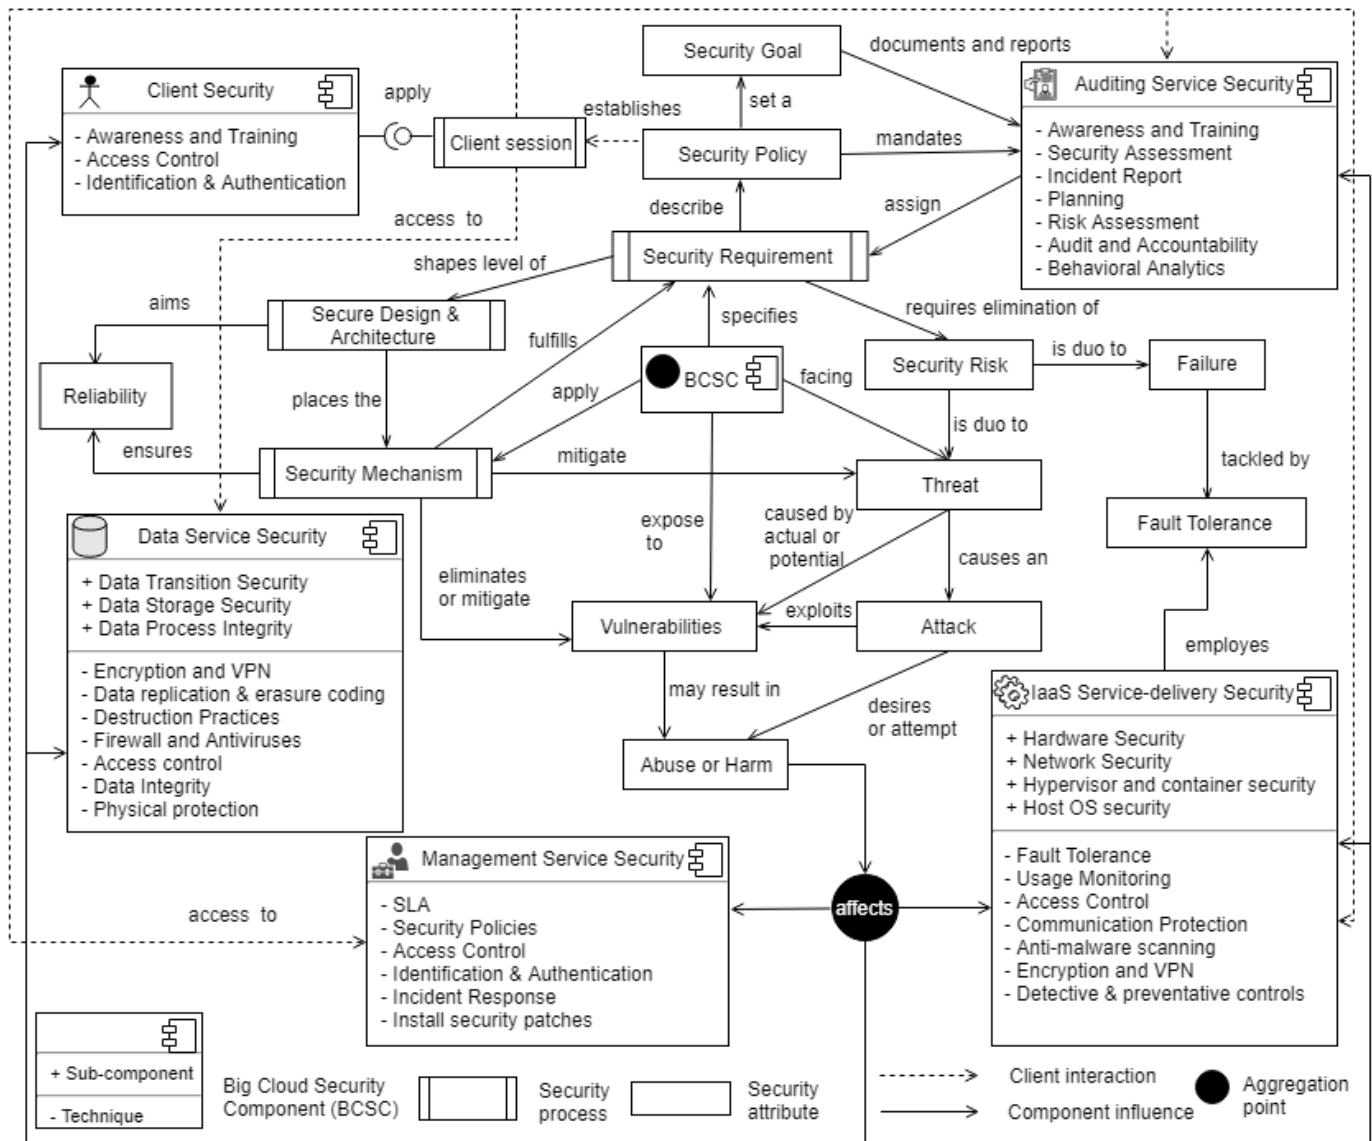 Security Goal
documents and reports
Client Security
- Awareness and Training
- Access Control
- Identification & Authentication
apply
Client session
establishes
set a
Security Policy
mandates
Auditing Service Security
- Awareness and Training
- Security Assessment
- Incident Report
- Planning
- Risk Assessment
- Audit and Accountability
- Behavioral Analytics
access to
describe
assign
Security Requirement
shapes level of
aims
Secure Design &
Architecture
fulfills
specifies
requires elimination of
Reliability
places the
apply
BCSC
facing
Security Risk
is duo to
Failure
ensures
Security Mechanism
mitigate
is duo to
Threat
tackled by
Fault Tolerance
Data Service Security
+ Data Transition Security
+ Data Storage Security
+ Data Process Integrity
- Encryption and VPN
- Data replication & erasure coding
- Destruction Practices
- Firewall and Antiviruses
- Access control
- Data Integrity
- Physical protection
eliminates
or mitigate
expose
to
caused by
actual or
potential
causes an
Vulnerabilities
exploits
Attack
employes
may result in
desires
or attempt
Abuse or Harm
IaaS Service-delivery Security
+ Hardware Security
+ Network Security
+ Hypervisor and container security
+ Host OS security
- Fault Tolerance
- Usage Monitoring
- Access Control
- Communication Protection
- Anti-malware scanning
- Encryption and VPN
- Detective & preventative controls
access to
Management Service Security
- SLA
- Security Policies
- Access Control
- Identification & Authentication
- Incident Response
- Install security patches
affects
+ Sub-component
- Technique
Big Cloud Security
Component (BCSC)
Security
process
Security
attribute
Client interaction
Component influence
Aggregation
point